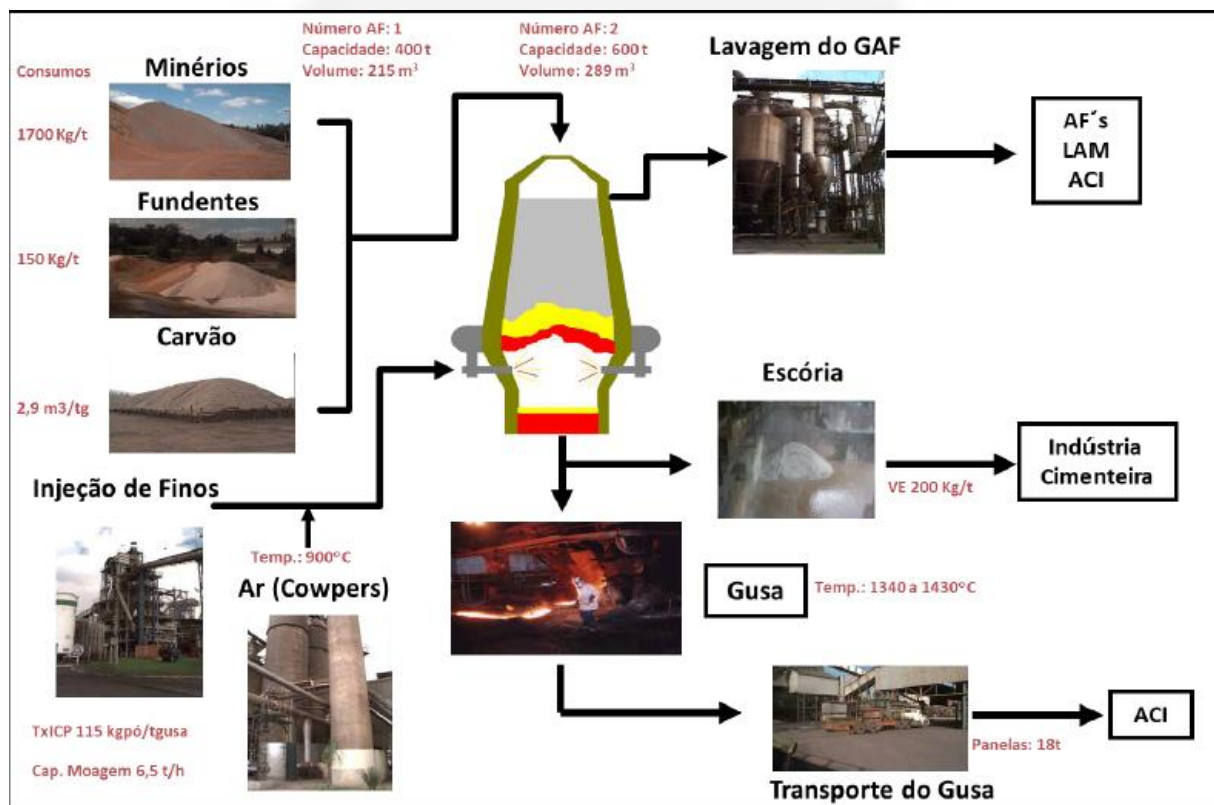 Número AF: 1
Capacidade: 400 t
Volume: 215 m³
Número AF: 2
Capacidade: 600 t
Volume: 289 m³
Lavagem do GAF
Consumos
Minérios
1700 Kg/t
AF´s
LAM
ACI
Fundentes
150 Kg/t
Carvão
2,9 m3/tg
Escória
Indústria
Cimenteira
VE 200 Kg/t
Injeção de Finos
Temp.: 900°C
Ar (Cowpers)
Gusa
Temp.: 1340 a 1430°C
TxICP 115 kgpó/tgusa
Cap. Moagem 6,5 t/h
ACI
Panelas: 18t
Transporte do Gusa